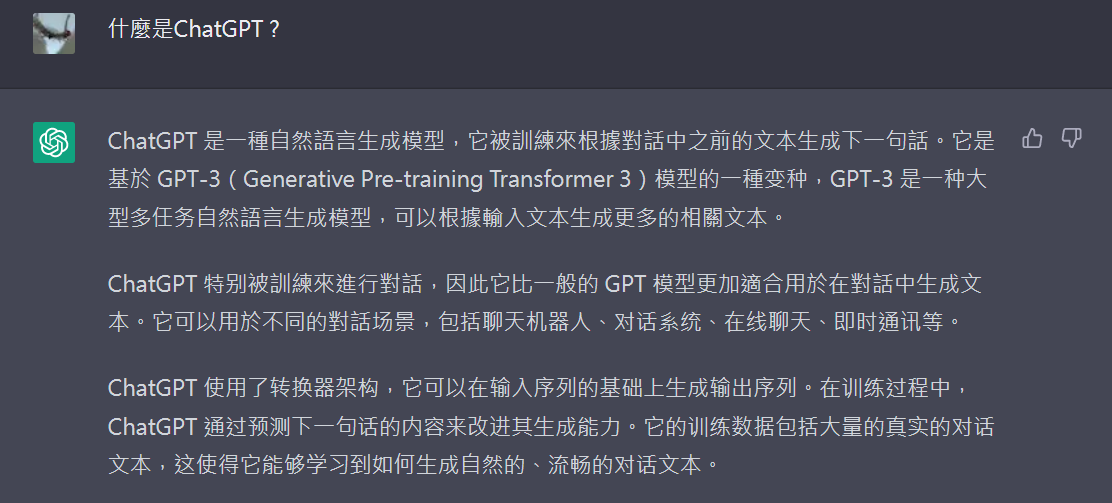 什麼是ChatGPT？
ChatGPT 是一種自然語言生成模型，它被訓練來根據對話中之前的文本生成下一句話。它是
基於 GPT-3（Generative Pre-training Transformer 3）模型的一種变种，GPT-3 是一种大
型多任务自然語言生成模型，可以根據輸入文本生成更多的相關文本。
ChatGPT 特别被訓練來進行對話，因此它比一般的 GPT 模型更加適合用於在對話中生成文
本。它可以用於不同的對話场景，包括聊天机器人、对话系统、在线聊天、即时通讯等。
ChatGPT 使用了转换器架构，它可以在输入序列的基础上生成输出序列。在训练过程中，
ChatGPT 通过预测下一句话的内容来改进其生成能力。它的训练数据包括大量的真实的对话
文本，这使得它能够学习到如何生成自然的、流畅的对话文本。